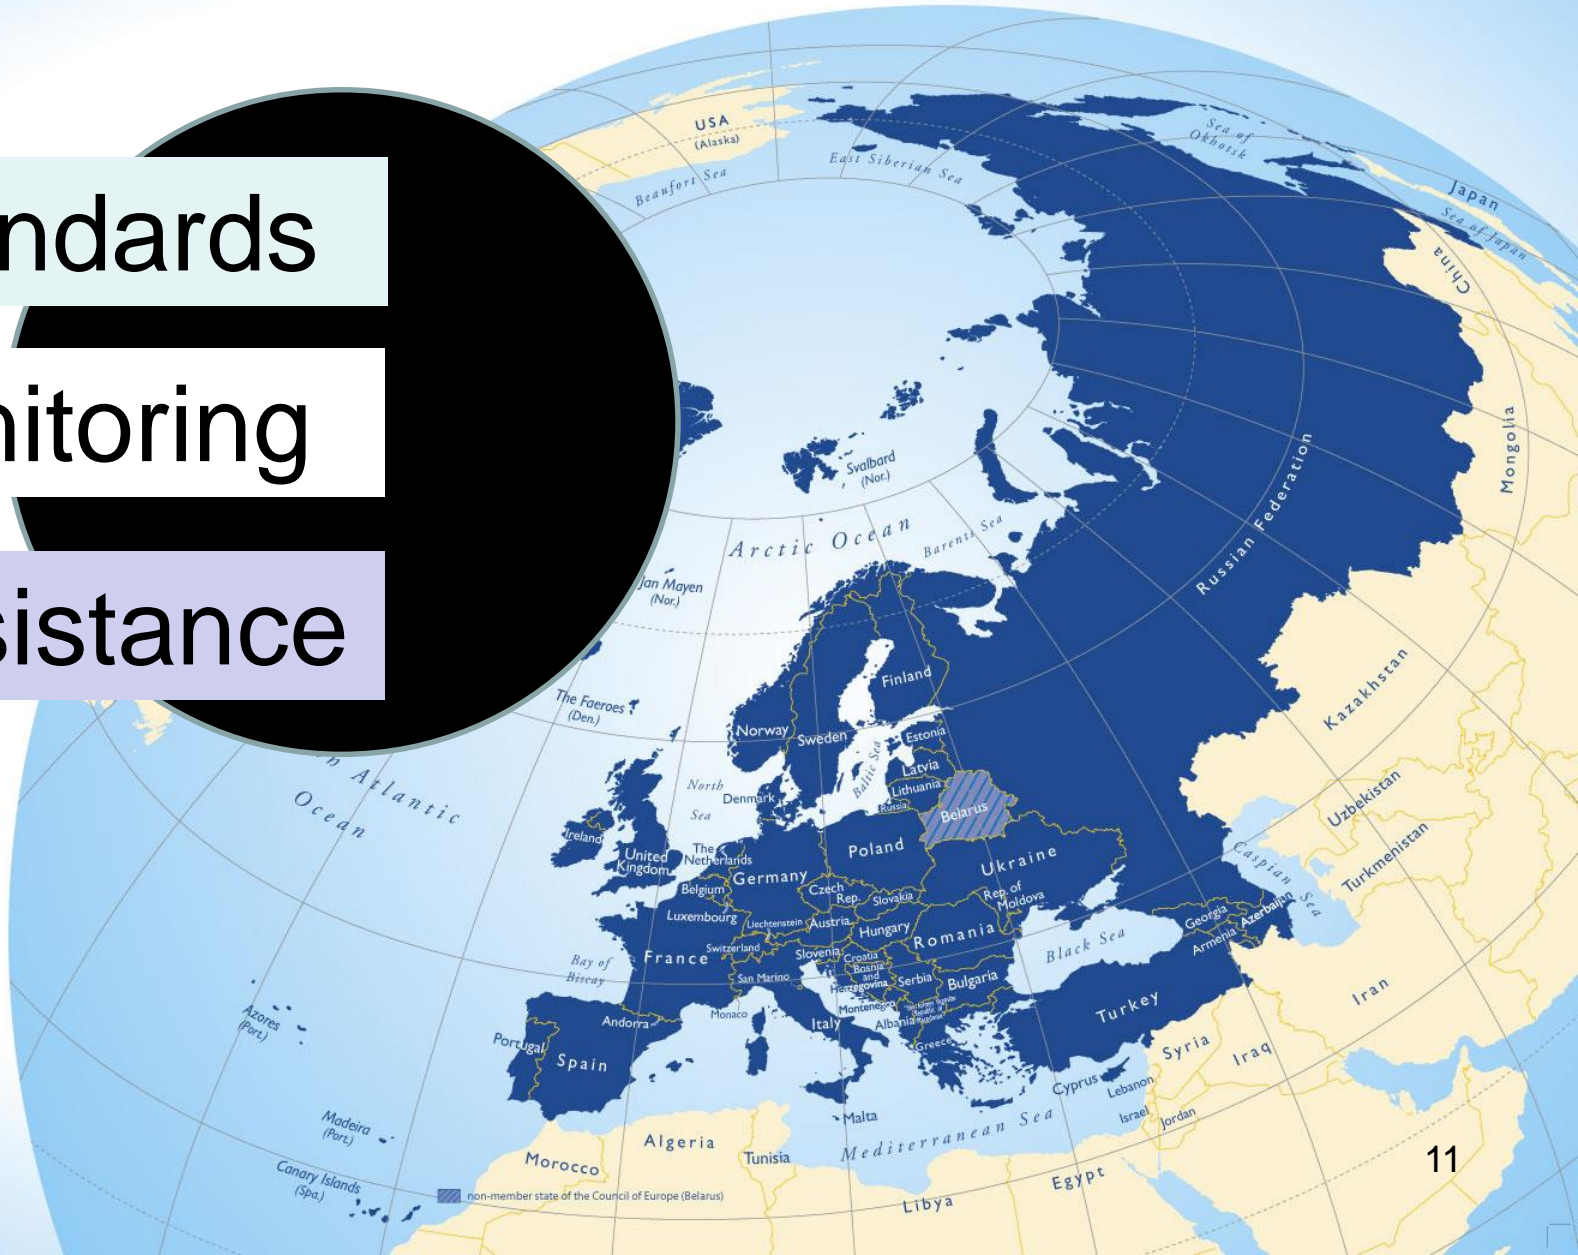 ndards
nitoring
sistance
USA
(Alaska)
Beaufort Sea
East Siberian Sea
Sea of
Okhotsk
Japan
Sea of Japan
China
Mongolia
Russian Federation
Svalbard
(Nor.)
Arctic Ocean
Barents Sea
Jan Mayen
(Nor.)
Kazakhstan
The Faeroes
(Den.)
Finland
Norway
Sweden
Estonia
Baltic Sea
Latvia
Lithuania
Russia
Belarus
Uzbekistan
Turkmenistan
Caspian Sea
Atlantic
Ocean
North
Sea
Denmark
Ireland
United
Kingdom
The
Netherlands
Poland
Ukraine
Germany
Belgium
Czech
Rep.
Slovakia
Rep. of
Moldova
Luxembourg
Liechtenstein
Austria
Hungary
Romania
Georgia
Azerbaijan
Armenia
Black Sea
Switzerland
France
Slovenia
Croatia
Bosnia
and
Herzegovina
Serbia
Bulgaria
Bay of
Biscay
San Marino
Montenegro
Monaco
Andorra
Italy
Albania
Turkey
Iran
Azores
(Port.)
Portugal
Spain
Greece
Syria
Iraq
Cyprus
Lebanon
Israel
Jordan
Malta
Mediterranean Sea
Madeira
(Port.)
Algeria
Tunisia
Morocco
Canary Islands
(Spa.)
Libya
Egypt
non-member state of the Council of Europe (Belarus)
11